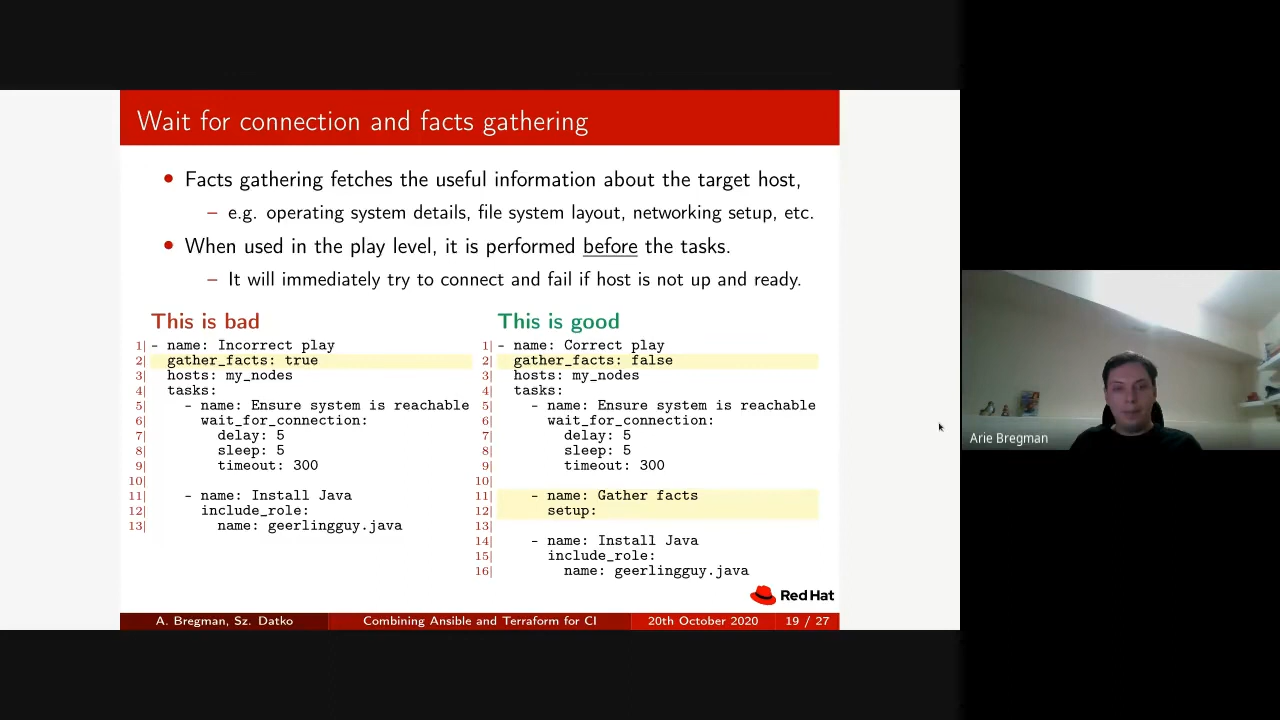 Wait for connection and facts gathering
• Facts gathering fetches the useful information about the target host,
– e.g. operating system details, file system layout, networking setup, etc.
• When used in the play level, it is performed before the tasks.
– It will immediately try to connect and fail if host is not up and ready.
This is bad
1| - name: Incorrect play
2|   gather_facts: true
3|   hosts: my_nodes
4|   tasks:
5|     - name: Ensure system is reachable
6|       wait_for_connection:
7|         delay: 5
8|         sleep: 5
9|         timeout: 300
10|
11|     - name: Install Java
12|       include_role:
13|         name: geerlingguy.java
This is good
1| - name: Correct play
2|   gather_facts: false
3|   hosts: my_nodes
4|   tasks:
5|     - name: Ensure system is reachable
6|       wait_for_connection:
7|         delay: 5
8|         sleep: 5
9|         timeout: 300
10|
11|     - name: Gather facts
12|       setup:
13|
14|     - name: Install Java
15|       include_role:
16|         name: geerlingguy.java
Red Hat
A. Bregman, Sz. Datko Combining Ansible and Terraform for CI 20th October 2020 19 / 27
Arie Bregman